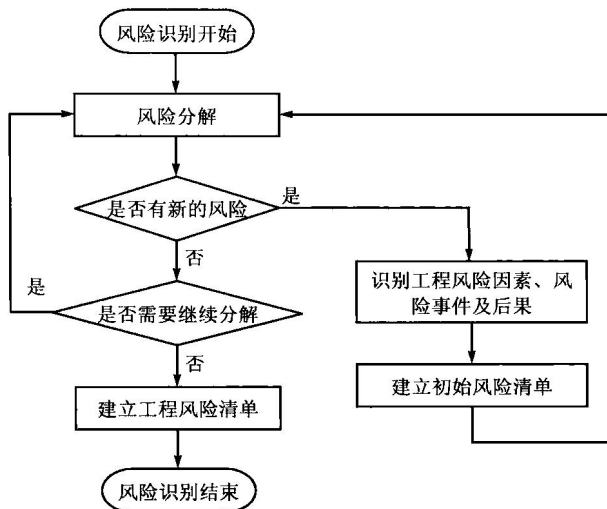 风险识别开始
风险分解
是否有新的风险
是
否
识别工程风险因素、风
险事件及后果
是
是否需要继续分解
否
建立初始风险清单
建立工程风险清单
风险识别结束